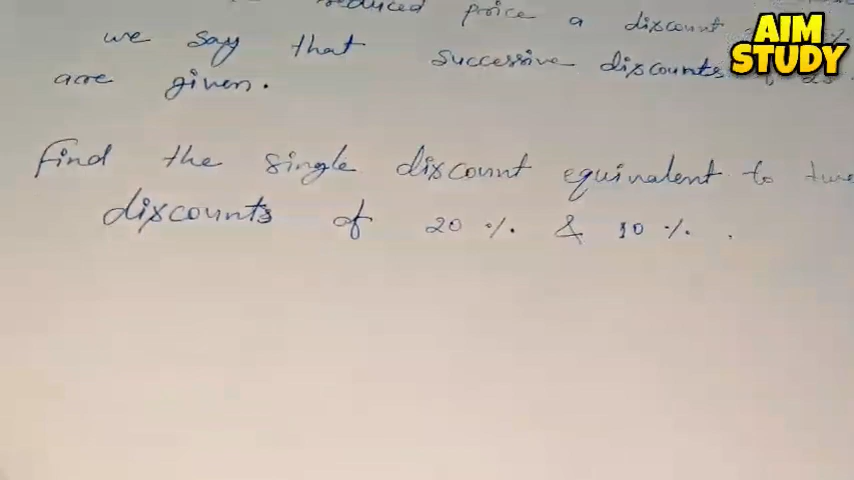 reduced price a discount
we say that successive discounts
are given.
Find the single discount equivalent to
discounts of 20 % & 10 % .
AIM
STUDY